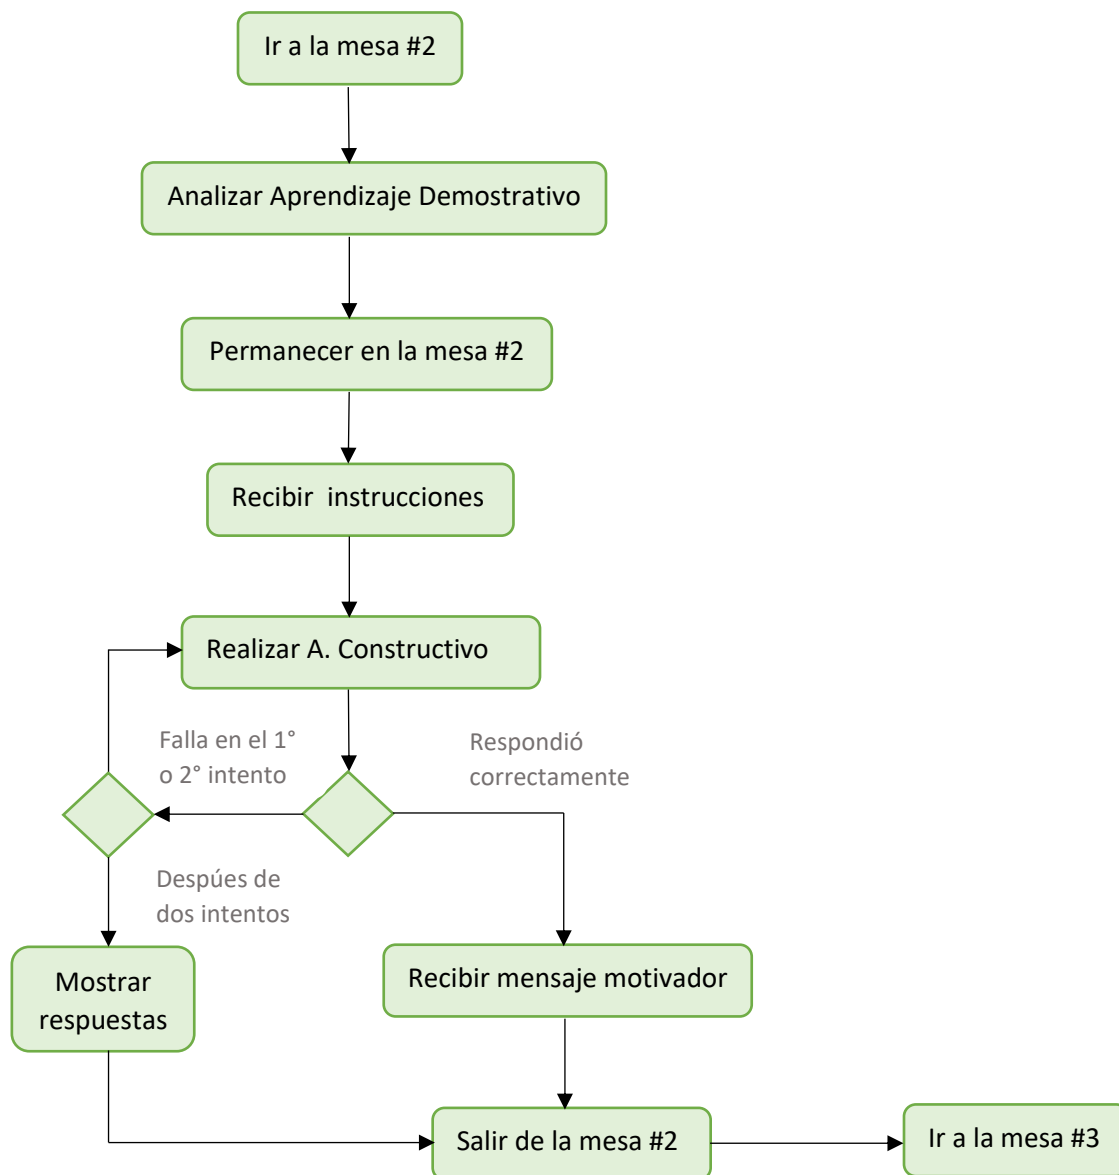 Ir a la mesa #2
Analizar Aprendizaje Demostrativo
Permanecer en la mesa #2
Recibir  instrucciones
Realizar A. Constructivo
Falla en el 1°
o 2° intento
Respondió
correctamente
Despúes de
dos intentos
Mostrar
respuestas
Recibir mensaje motivador
Salir de la mesa #2
Ir a la mesa #3